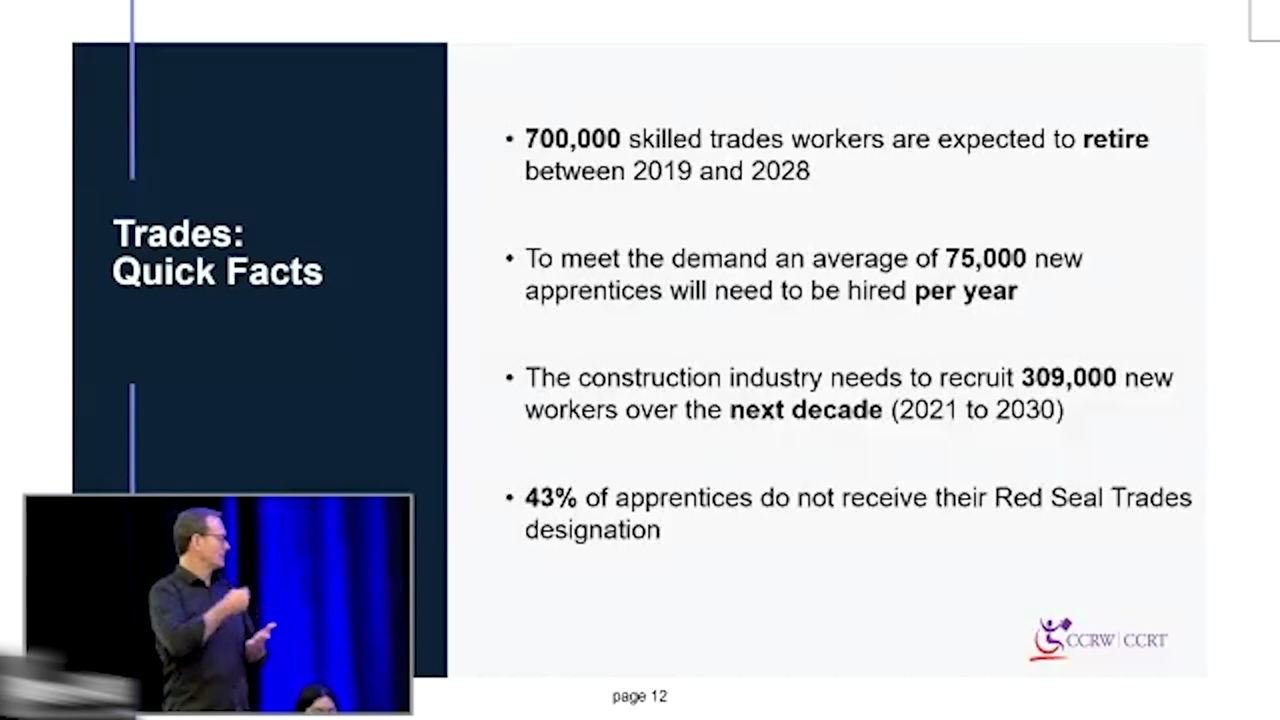 Trades:
Quick Facts
• 700,000 skilled trades workers are expected to retire
between 2019 and 2028
• To meet the demand an average of 75,000 new
apprentices will need to be hired per year
• The construction industry needs to recruit 309,000 new
workers over the next decade (2021 to 2030)
• 43% of apprentices do not receive their Red Seal Trades
designation
CCRW | CCRT
page 12